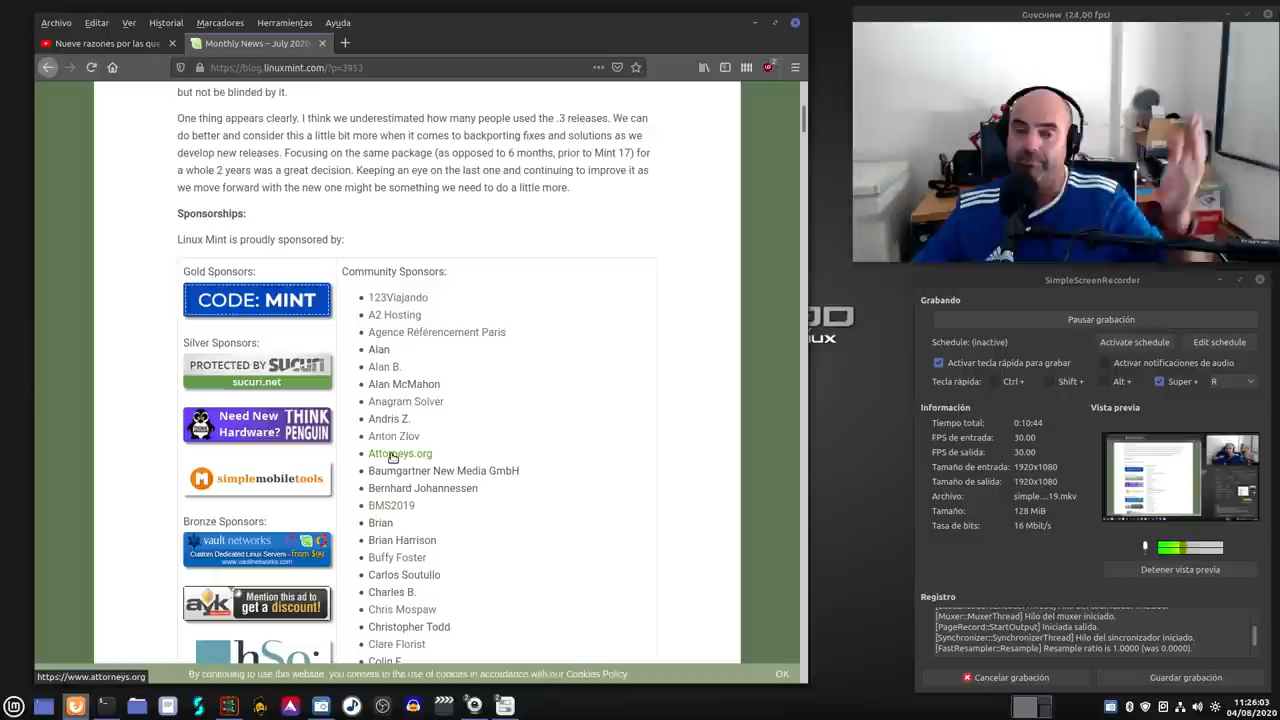 Archivo Editar Ver Historial Marcadores Herramientas Ayuda
Nueve razones por las que
Monthly News – July 2020
https://blog.linuxmint.com/?p=3953
but not be blinded by it.
One thing appears clearly. I think we underestimated how many people used the .3 releases. We can
do better and consider this a little bit more when it comes to backporting fixes and solutions as we
develop new releases. Focusing on the same package (as opposed to 6 months, prior to Mint 17) for
a whole 2 years was a great decision. Keeping an eye on the last one and continuing to improve it as
we move forward with the new one might be something we need to do a little more.
Sponsorships:
Linux Mint is proudly sponsored by:
Gold Sponsors:
CODE: MINT
Silver Sponsors:
PROTECTED BY SUCURI
sucuri.net
Need New
Hardware?
THINK
PENGUIN
simplemobiletools
Bronze Sponsors:
vault networks
Custom Dedicated Linux Servers - from $99
www.vaultnetworks.com
avk
Mention this ad to
get a discount!
hSo
Community Sponsors:
123Viajando
A2 Hosting
Agence Référencement Paris
Alan
Alan B.
Alan McMahon
Anagram Solver
Andris Z.
Anton Zlov
Attorneys.org
Baumgartner New Media GmbH
Bernhard Johannessen
BMS2019
Brian
Brian Harrison
Buffy Foster
Carlos Soutullo
Charles B.
Chris Mospaw
Christopher Todd
Clare Florist
Colin F.
By continuing to use this website, you consent to the use of cookies in accordance with our Cookies Policy
OK
https://www.attorneys.org
Guvcview (24,00 fps)
SimpleScreenRecorder
Grabando
Pausar grabación
Schedule: (inactive)
Activate schedule
Edit schedule
Activar tecla rápida para grabar
Activar notificaciones de audio
Tecla rápida: Ctrl + Shift + Alt + Super + R
Información
Tiempo total: 0:10:44
FPS de entrada: 30.00
FPS de salida: 30.00
Tamaño de entrada: 1920x1080
Tamaño de salida: 1920x1080
Archivo: simple...19.mkv
Tamaño: 128 MiB
Tasa de bits: 16 Mbit/s
Vista previa
Detener vista previa
Registro
[Muxer::MuxerThread] Hilo del muxer iniciado.
[PageRecord::StartOutput] Iniciada salida.
[Synchronizer::SynchronizerThread] Hilo del sincronizador iniciado.
[FastResampler::Resample] Resample ratio is 1.0000 (was 0.0000).
Cancelar grabación
Guardar grabación
11:26:03
04/08/2020